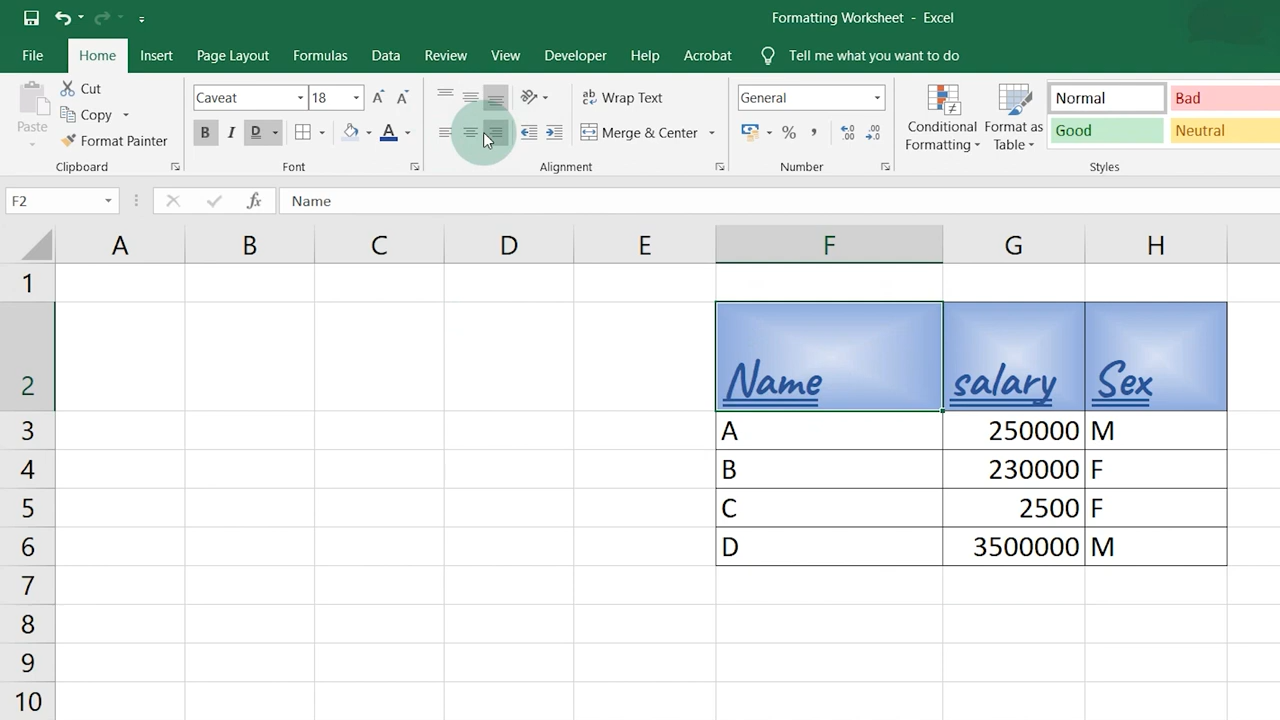 Formatting Worksheet - Excel
File Home Insert Page Layout Formulas Data Review View Developer Help Acrobat Tell me what you want to do
Paste
Cut
Copy
Format Painter
Clipboard
Caveat 18 A A
B I D A
Font
ab Wrap Text
Merge & Center
Alignment
General
% ,
Number
Conditional Formatting
Format as Table
Normal Bad
Good Neutral
Styles
F2 fx Name
A B C D E F G H
1
2 Name salary Sex
3 A 250000 M
4 B 230000 F
5 C 2500 F
6 D 3500000 M
7
8
9
10